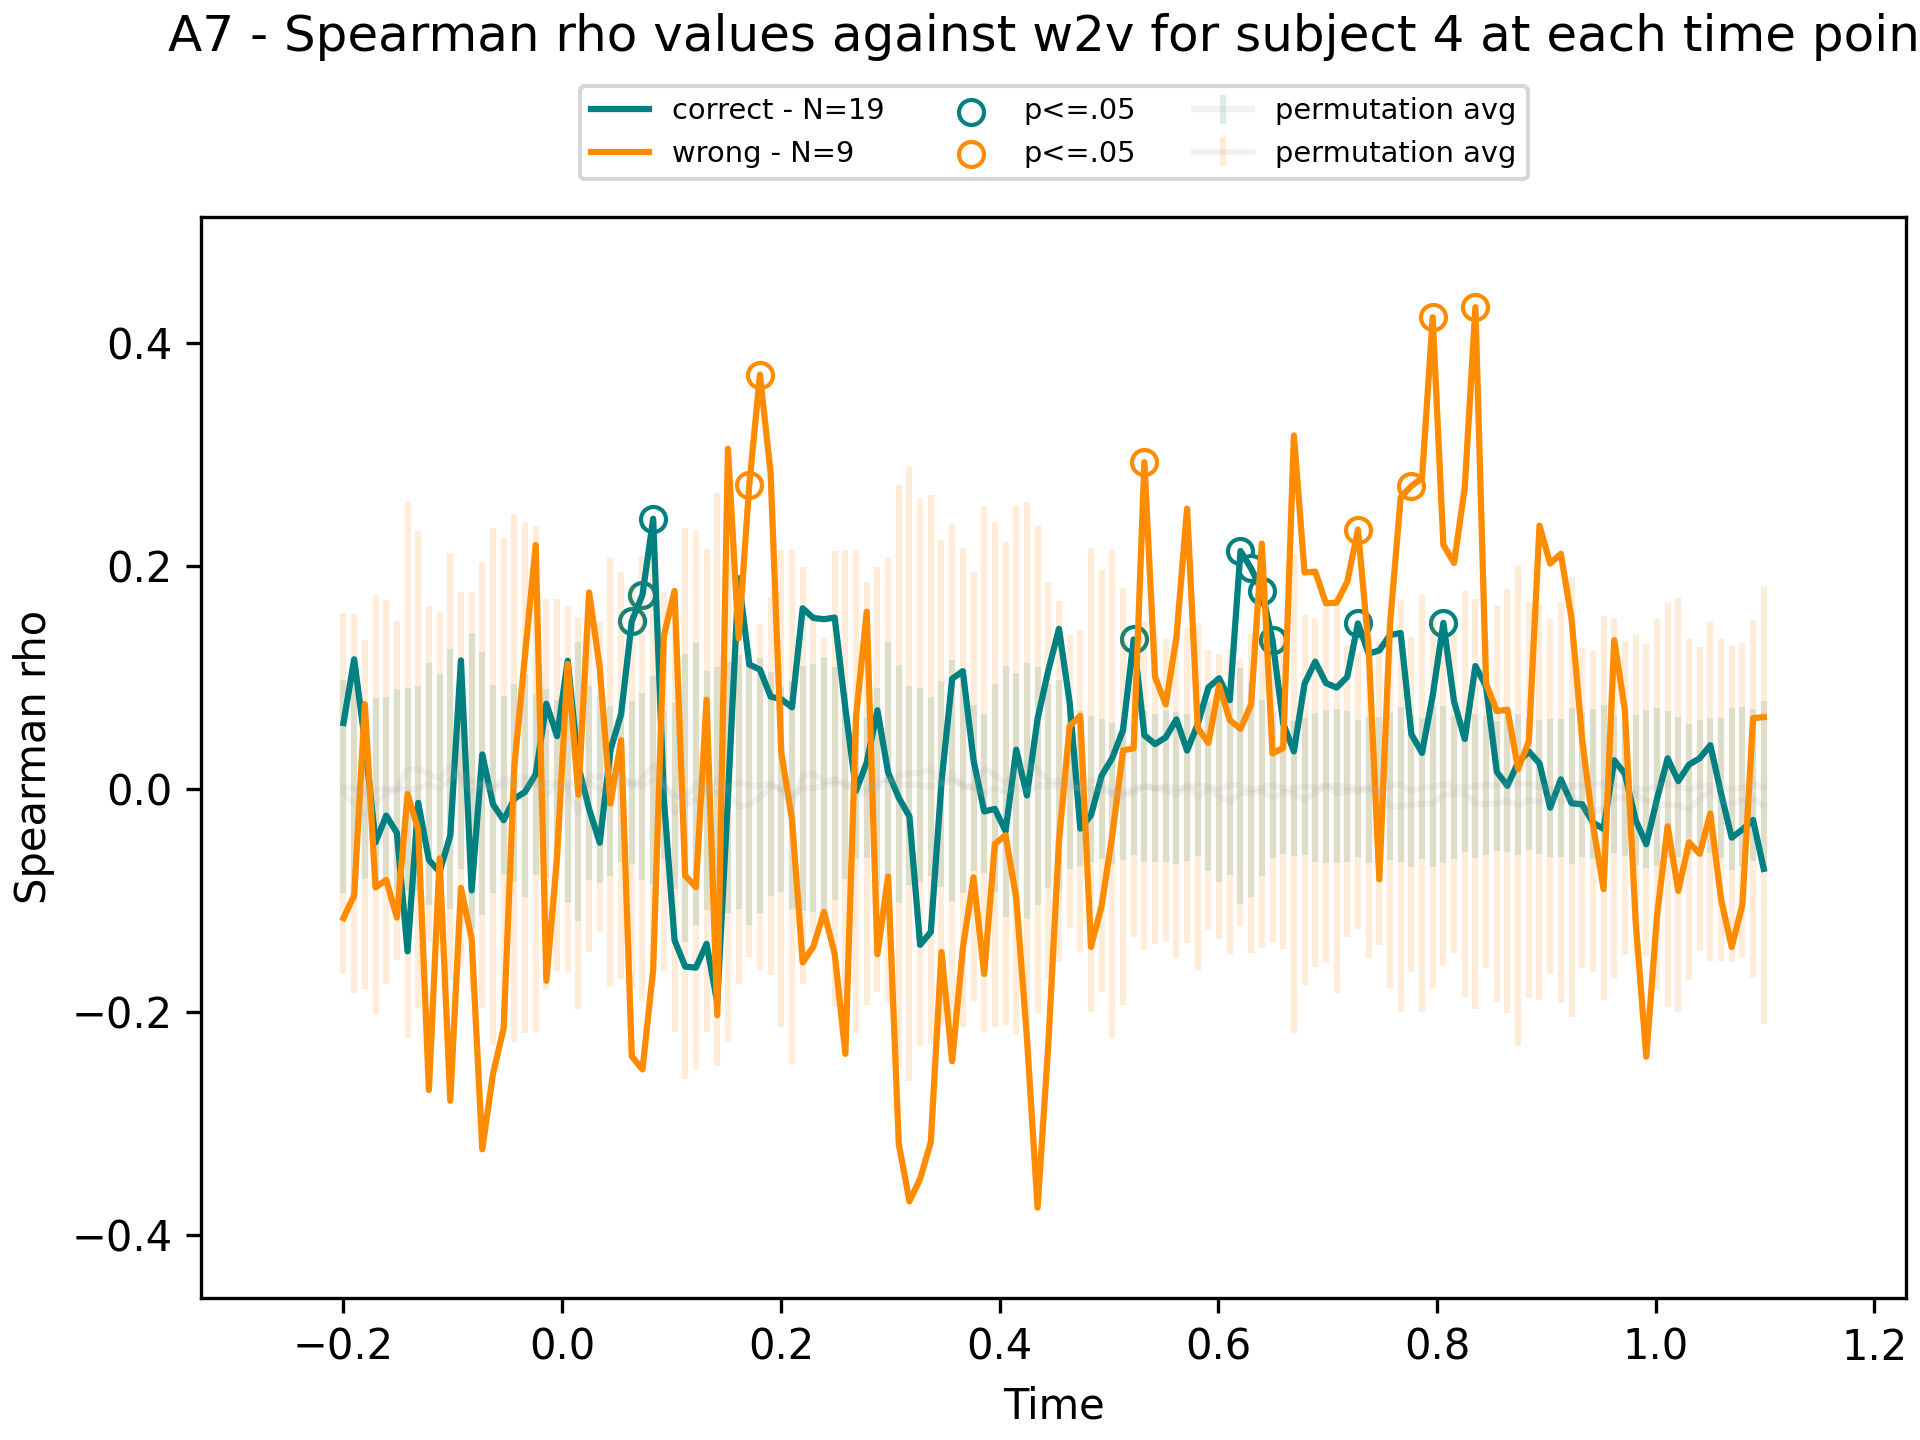 A7 - Spearman rho values against w2v for subject 4 at each time poin
correct - N=19
wrong - N=9
p<=.05
p<=.05
permutation avg
permutation avg
Spearman rho
0.4
0.2
0.0
−0.2
−0.4
−0.2 0.0 0.2 0.4 0.6 0.8 1.0 1.2
Time